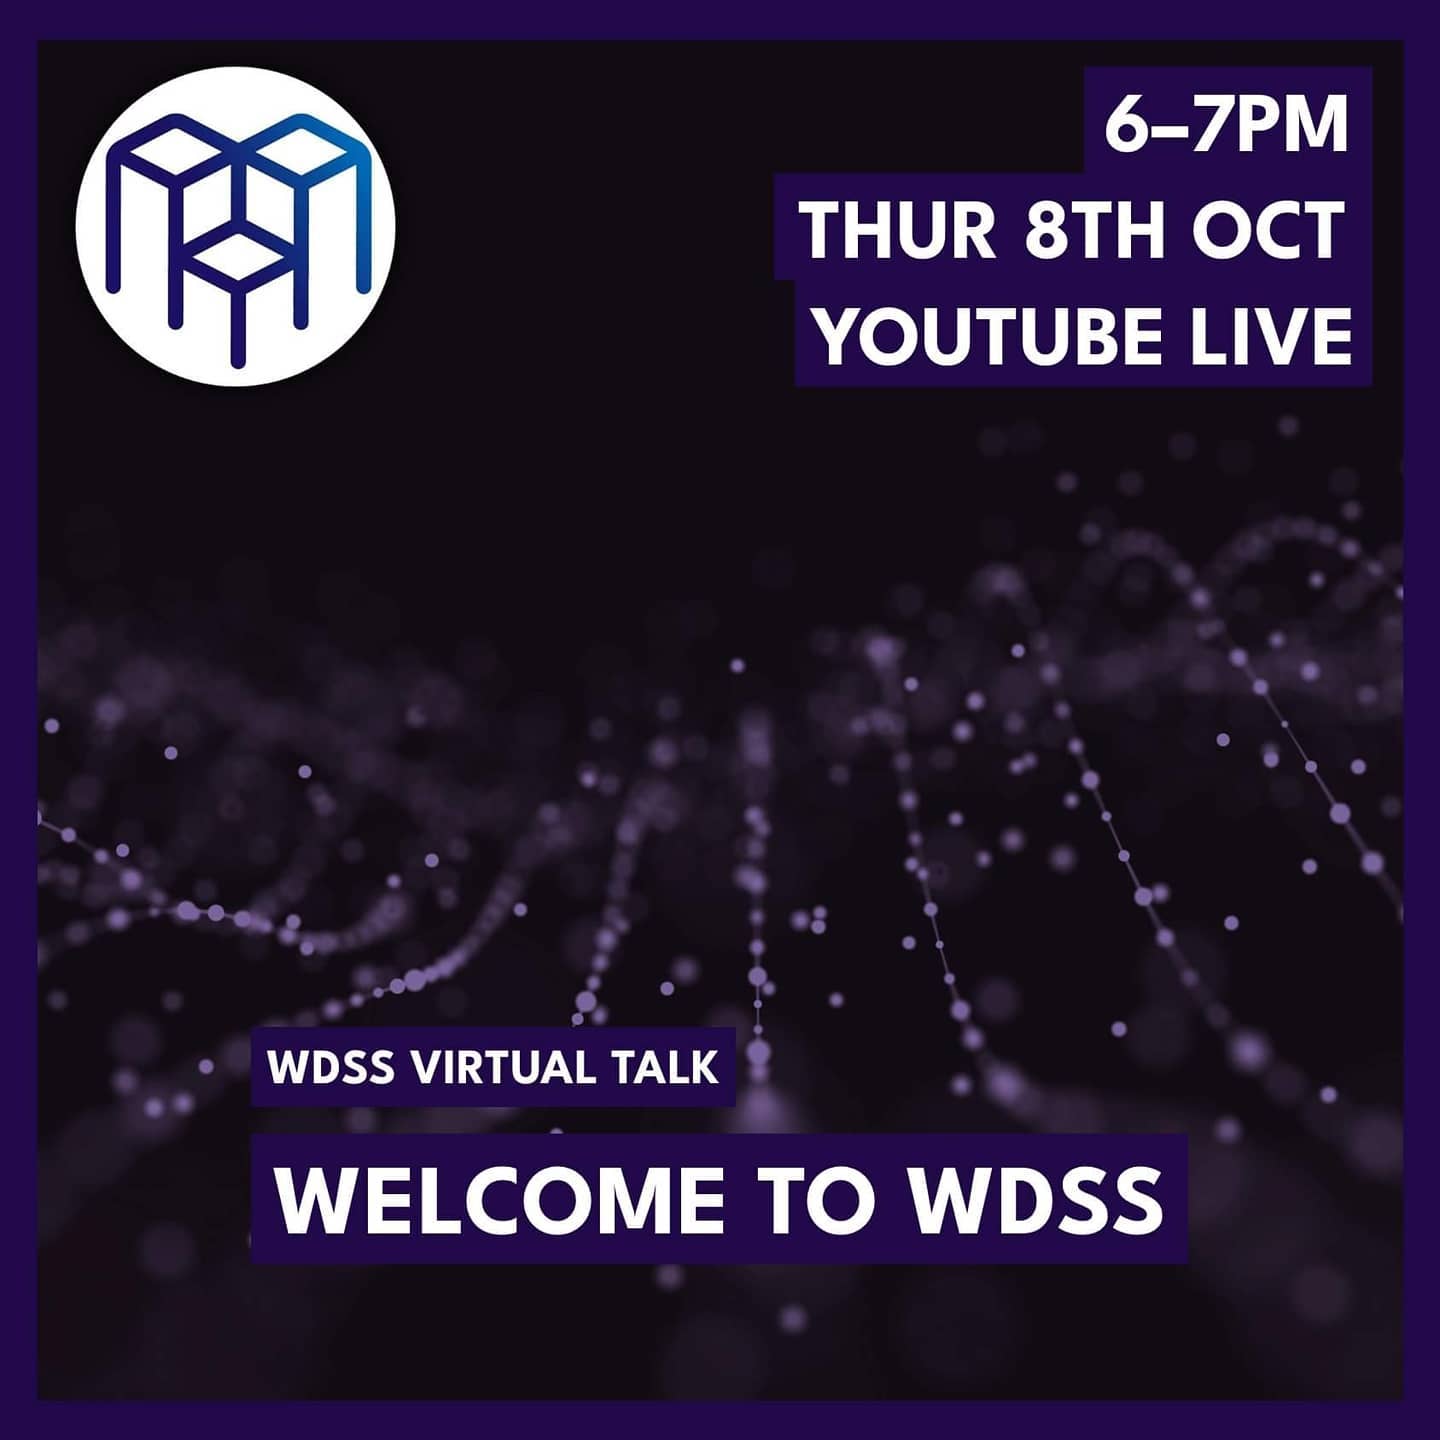 6–7PM
THUR 8TH OCT
YOUTUBE LIVE
WDSS VIRTUAL TALK
WELCOME TO WDSS